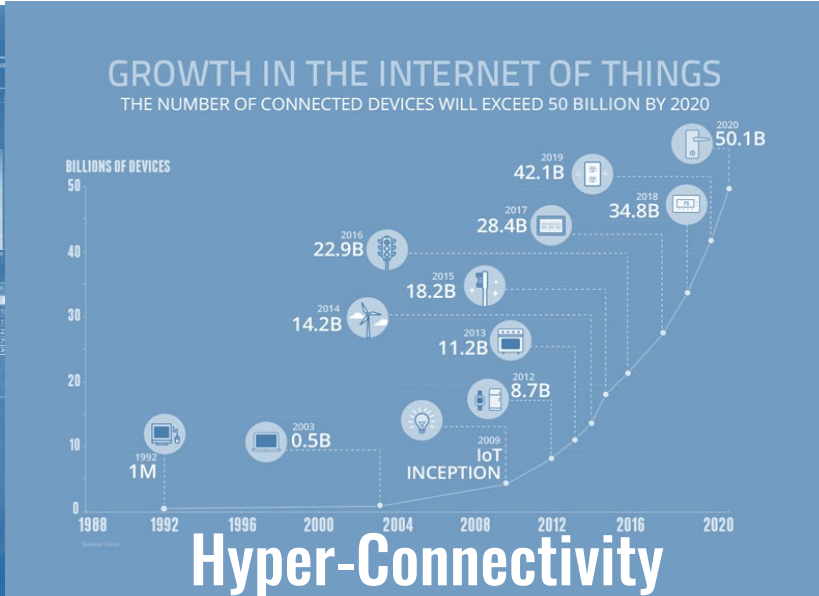 GROWTH IN THE INTERNET OF THINGS
THE NUMBER OF CONNECTED DEVICES WILL EXCEED 50 BILLION BY 2020
BILLIONS OF DEVICES
50
40
30
20
10
0
1988
1992
1996
2000
2004
2008
2012
2016
2020
1992
1M
2003
0.5B
2009
IoT
INCEPTION
2012
8.7B
2013
11.2B
2014
14.2B
2015
18.2B
2016
22.9B
2017
28.4B
2018
34.8B
75
2019
42.1B
2020
50.1B
Hyper-Connectivity